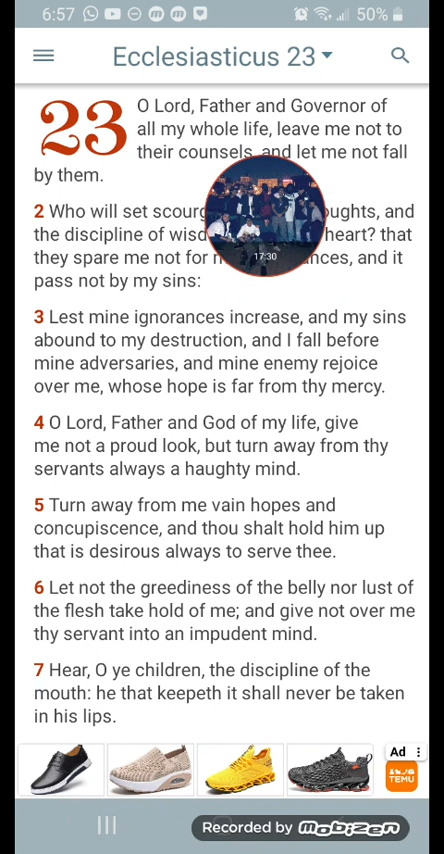 6:57 50%
Ecclesiasticus 23
23 O Lord, Father and Governor of
all my whole life, leave me not to
their counsels, and let me not fall
by them.
2 Who will set scourg oughts, and
the discipline of wisd heart? that
they spare me not for nces, and it
pass not by my sins:
17:30
3 Lest mine ignorances increase, and my sins
abound to my destruction, and I fall before
mine adversaries, and mine enemy rejoice
over me, whose hope is far from thy mercy.
4 O Lord, Father and God of my life, give
me not a proud look, but turn away from thy
servants always a haughty mind.
5 Turn away from me vain hopes and
concupiscence, and thou shalt hold him up
that is desirous always to serve thee.
6 Let not the greediness of the belly nor lust of
the flesh take hold of me; and give not over me
thy servant into an impudent mind.
7 Hear, O ye children, the discipline of the
mouth: he that keepeth it shall never be taken
in his lips.
Ad
TEMU
Recorded by Mobizen